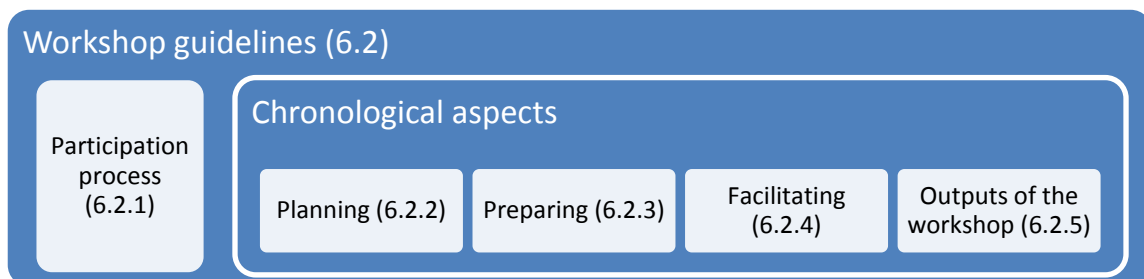 Workshop guidelines (6.2)
Participation
process
(6.2.1)
Chronological aspects
Planning (6.2.2)
Preparing (6.2.3)
Facilitating
(6.2.4)
Outputs of the
workshop (6.2.5)